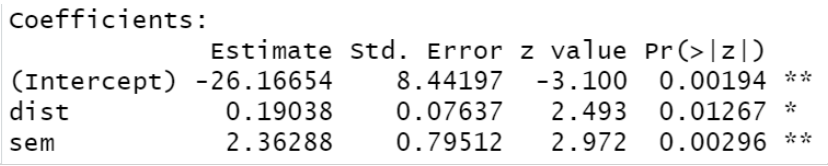 Coefficients:
Estimate Std. Error z value Pr(>|z|)
(Intercept) -26.16654 8.44197 -3.100 0.00194 **
dist 0.19038 0.07637 2.493 0.01267 *
sem 2.36288 0.79512 2.972 0.00296 **